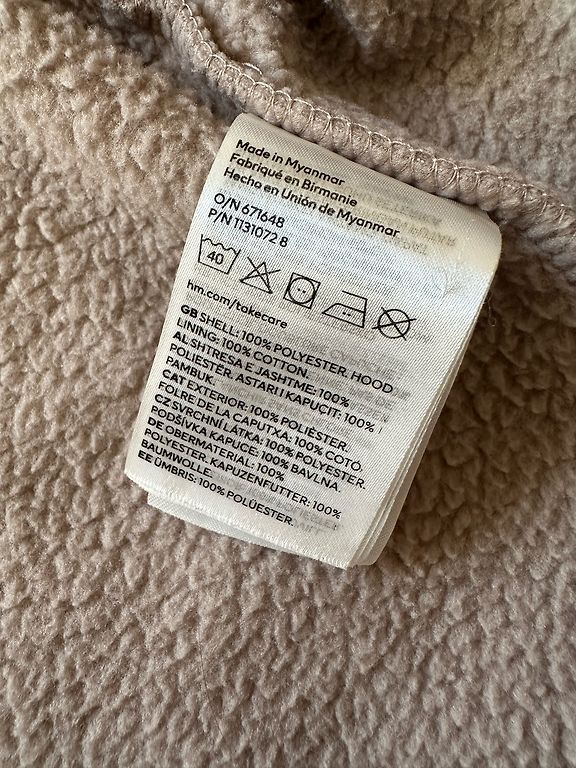 Made in Myanmar
Fabriqué en Birmanie
Hecho en Unión de Myanmar
O/N 671648
P/N 1131072 8
40
hm.com/takecare
GB SHELL: 100% POLYESTER. HOOD
LINING: 100% COTTON.
AL SHTRESA E JASHTME: 100%
POLIESTËR. ASTARI I KAPUÇIT: 100%
PAMBUK.
CAT EXTERIOR: 100% POLIÈSTER.
FOLRE DE LA CAPUTXA: 100% COTÓ.
CZ SVRCHNÍ LÁTKA: 100% POLYESTER.
PODŠÍVKA KAPUCE: 100% BAVLNA.
DE OBERMATERIAL: 100%
POLYESTER. KAPUZENFUTTER: 100%
BAUMWOLLE.
EE ÜMBRIS: 100% POLÜESTER.